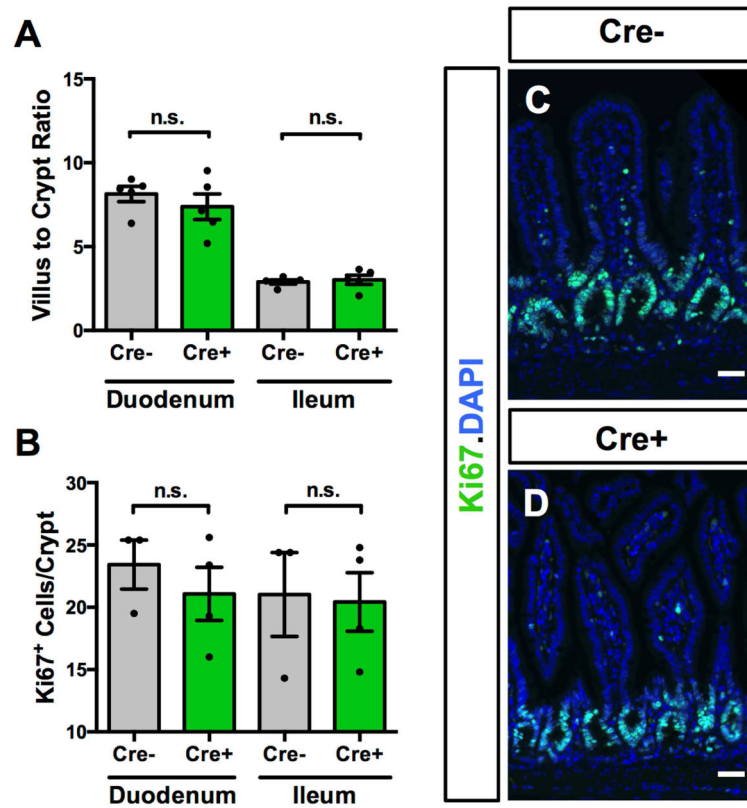 A
Villus to Crypt Ratio
15
10
5
0
n.s.
n.s.
Cre-
Cre+
Cre-
Cre+
Duodenum
Ileum
B
Ki67⁺ Cells/Crypt
30
25
20
15
10
n.s.
n.s.
Cre-
Cre+
Cre-
Cre+
Duodenum
Ileum
Ki67.DAPI
Cre-
C
Cre+
D